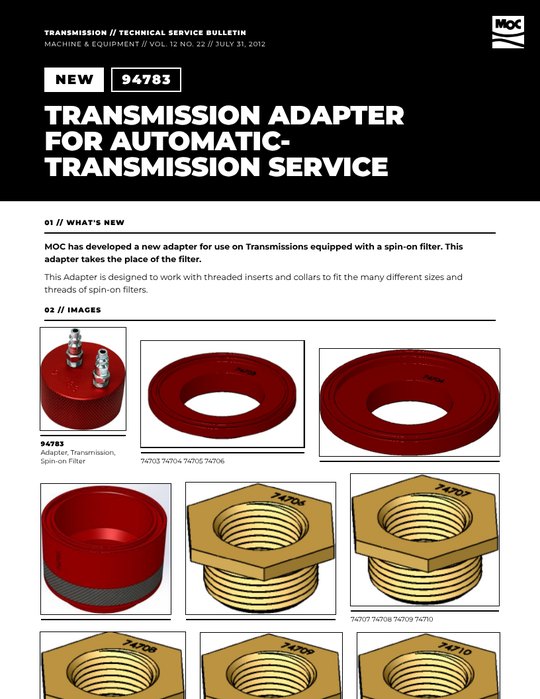 TRANSMISSION // TECHNICAL SERVICE BULLETIN
MACHINE & EQUIPMENT // VOL. 12 NO. 22 // JULY 31, 2012
MOC
NEW
94783
TRANSMISSION ADAPTER
FOR AUTOMATIC-
TRANSMISSION SERVICE
01 // WHAT'S NEW
MOC has developed a new adapter for use on Transmissions equipped with a spin-on filter. This
adapter takes the place of the filter.
This Adapter is designed to work with threaded inserts and collars to fit the many different sizes and
threads of spin-on filters.
02 // IMAGES
94783
Adapter, Transmission,
Spin-on Filter
74703 74704 74705 74706
74706
74707
74707 74708 74709 74710
74708
74709
74710